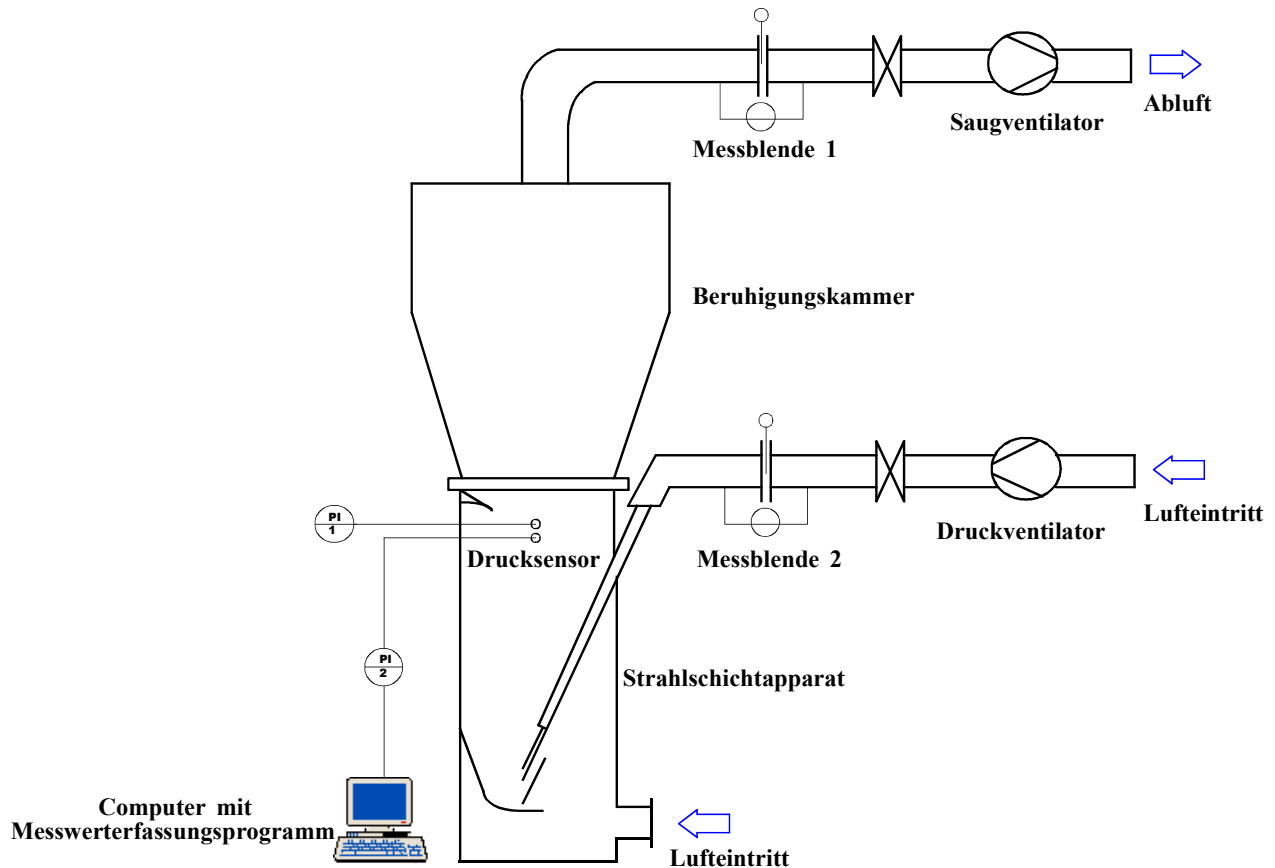 Abluft
Saugventilator
Messblende 1
Beruhigungskammer
Lufteintritt
Druckventilator
Messblende 2
PI
1
Drucksensor
PI
2
Strahlschichtapparat
Computer mit
Messwerterfassungsprogramm
Lufteintritt